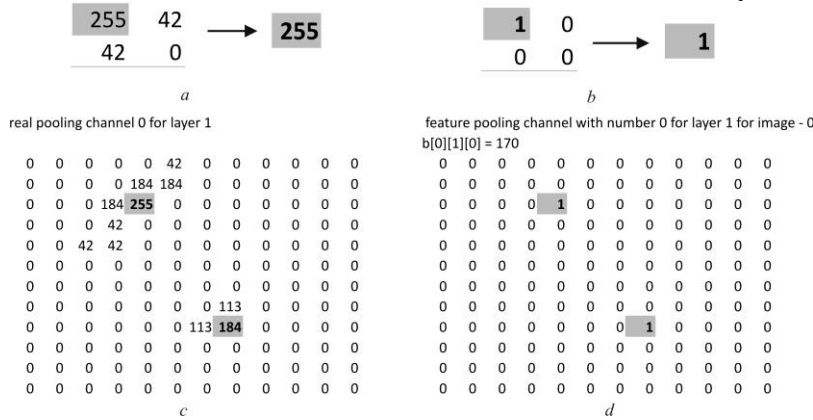 255 42
42 0
255
a
1 0
0 0
1
b
real pooling channel 0 for layer 1
0 0 0 0 0 42 0 0 0 0 0 0
0 0 0 0 184 184 0 0 0 0 0 0
0 0 0 184 255 0 0 0 0 0 0 0
0 0 0 42 0 0 0 0 0 0 0 0
0 0 42 42 0 0 0 0 0 0 0 0
0 0 0 0 0 0 0 0 0 0 0 0
0 0 0 0 0 0 0 0 0 0 0 0
0 0 0 0 0 0 0 113 0 0 0 0
0 0 0 0 0 0 113 184 0 0 0 0
0 0 0 0 0 0 0 0 0 0 0 0
0 0 0 0 0 0 0 0 0 0 0 0
0 0 0 0 0 0 0 0 0 0 0 0
c
feature pooling channel with number 0 for layer 1 for image - 0
b[0][1][0] = 170
0 0 0 0 0 0 0 0 0 0 0 0
0 0 0 0 0 0 0 0 0 0 0 0
0 0 0 0 1 0 0 0 0 0 0 0
0 0 0 0 0 0 0 0 0 0 0 0
0 0 0 0 0 0 0 0 0 0 0 0
0 0 0 0 0 0 0 0 0 0 0 0
0 0 0 0 0 0 0 0 0 0 0 0
0 0 0 0 0 0 0 0 0 0 0 0
0 0 0 0 0 0 0 1 0 0 0 0
0 0 0 0 0 0 0 0 0 0 0 0
0 0 0 0 0 0 0 0 0 0 0 0
0 0 0 0 0 0 0 0 0 0 0 0
d